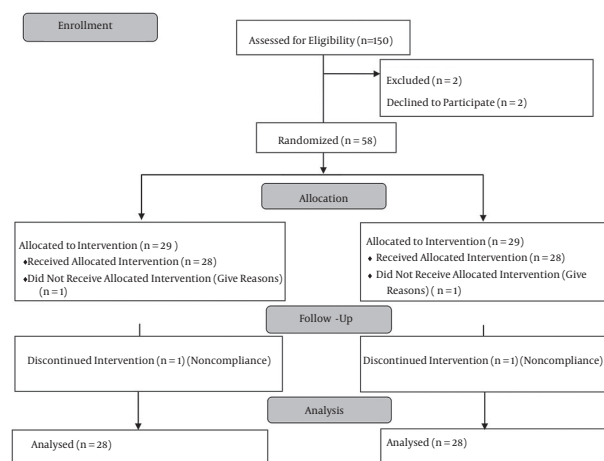 Enrollment
Assessed for Eligibility (n=150)
Excluded (n = 2)
Declined to Participate (n = 2)
Randomized (n = 58)
Allocation
Allocated to Intervention (n = 29 )
♦Received Allocated Intervention (n = 28)
♦Did Not Receive Allocated Intervention (Give Reasons)
(n = 1)
Allocated to Intervention (n = 29)
♦ Received Allocated Intervention (n = 28)
♦ Did Not Receive Allocated Intervention (Give
Reasons) ( n = 1)
Follow -Up
Discontinued Intervention (n = 1) (Noncompliance)
Discontinued Intervention (n = 1) (Noncompliance)
Analysis
Analysed (n = 28)
Analysed (n = 28)